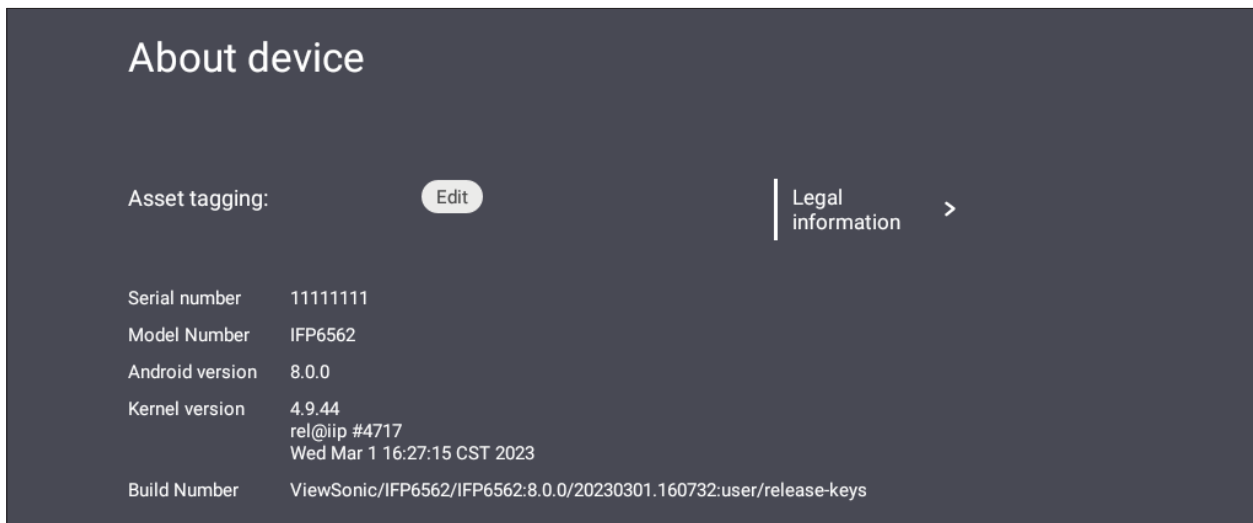 About device
Asset tagging:
Edit
Legal
information
Serial number 11111111
Model Number IFP6562
Android version 8.0.0
Kernel version 4.9.44
rel@iip #4717
Wed Mar 1 16:27:15 CST 2023
Build Number ViewSonic/IFP6562/IFP6562:8.0.0/20230301.160732:user/release-keys